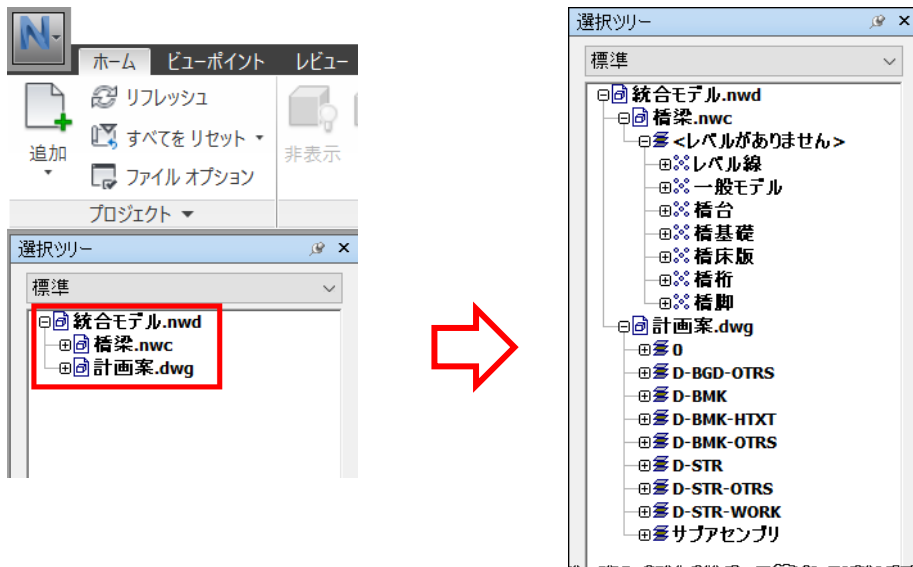 N
ホーム ビューポイント レビュー
追加
リフレッシュ
すべてを リセット
ファイル オプション
非表示
プロジェクト
選択ツリー
標準
統合モデル.nwd
橋梁.nwc
計画案.dwg
選択ツリー
標準
統合モデル.nwd
橋梁.nwc
<レベルがありません>
レベル線
一般モデル
橋台
橋基礎
橋床版
橋桁
橋脚
計画案.dwg
0
D-BGD-OTRS
D-BMK
D-BMK-HTXT
D-BMK-OTRS
D-STR
D-STR-OTRS
D-STR-WORK
サブアセンブリ